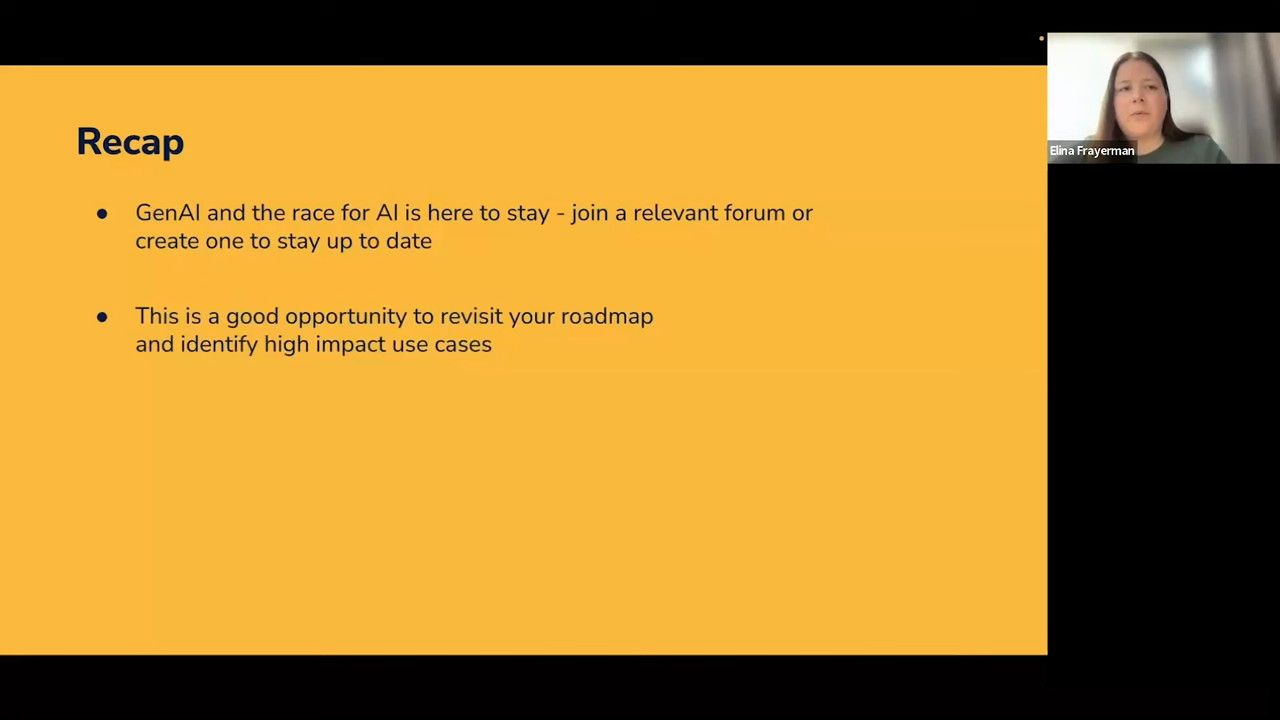 Recap
● GenAI and the race for AI is here to stay - join a relevant forum or
create one to stay up to date
● This is a good opportunity to revisit your roadmap
and identify high impact use cases
Elina Frayerman